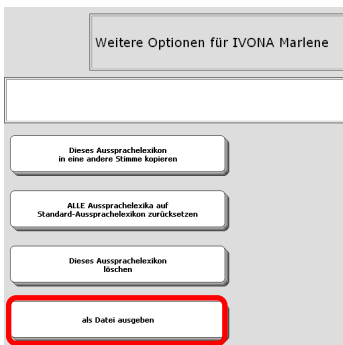 Weitere Optionen für IVONA Marlene
Dieses Aussprachelexikon
in eine andere Stimme kopieren
ALLE Aussprachelexika auf
Standard-Aussprachelexikon zurücksetzen
Dieses Aussprachelexikon
löschen
als Datei ausgeben